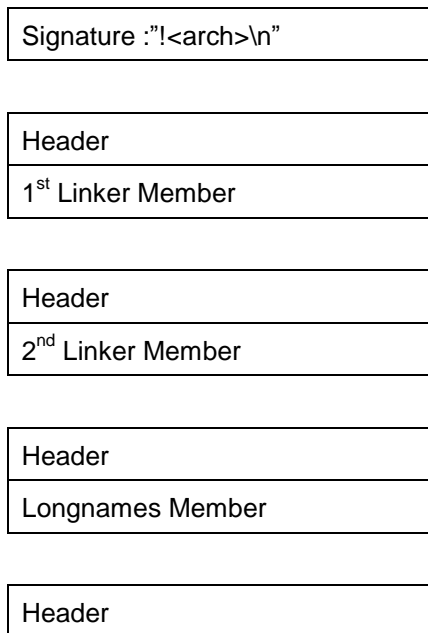 Signature :”!<arch>\n”
Header
1st Linker Member
Header
2nd Linker Member
Header
Longnames Member
Header